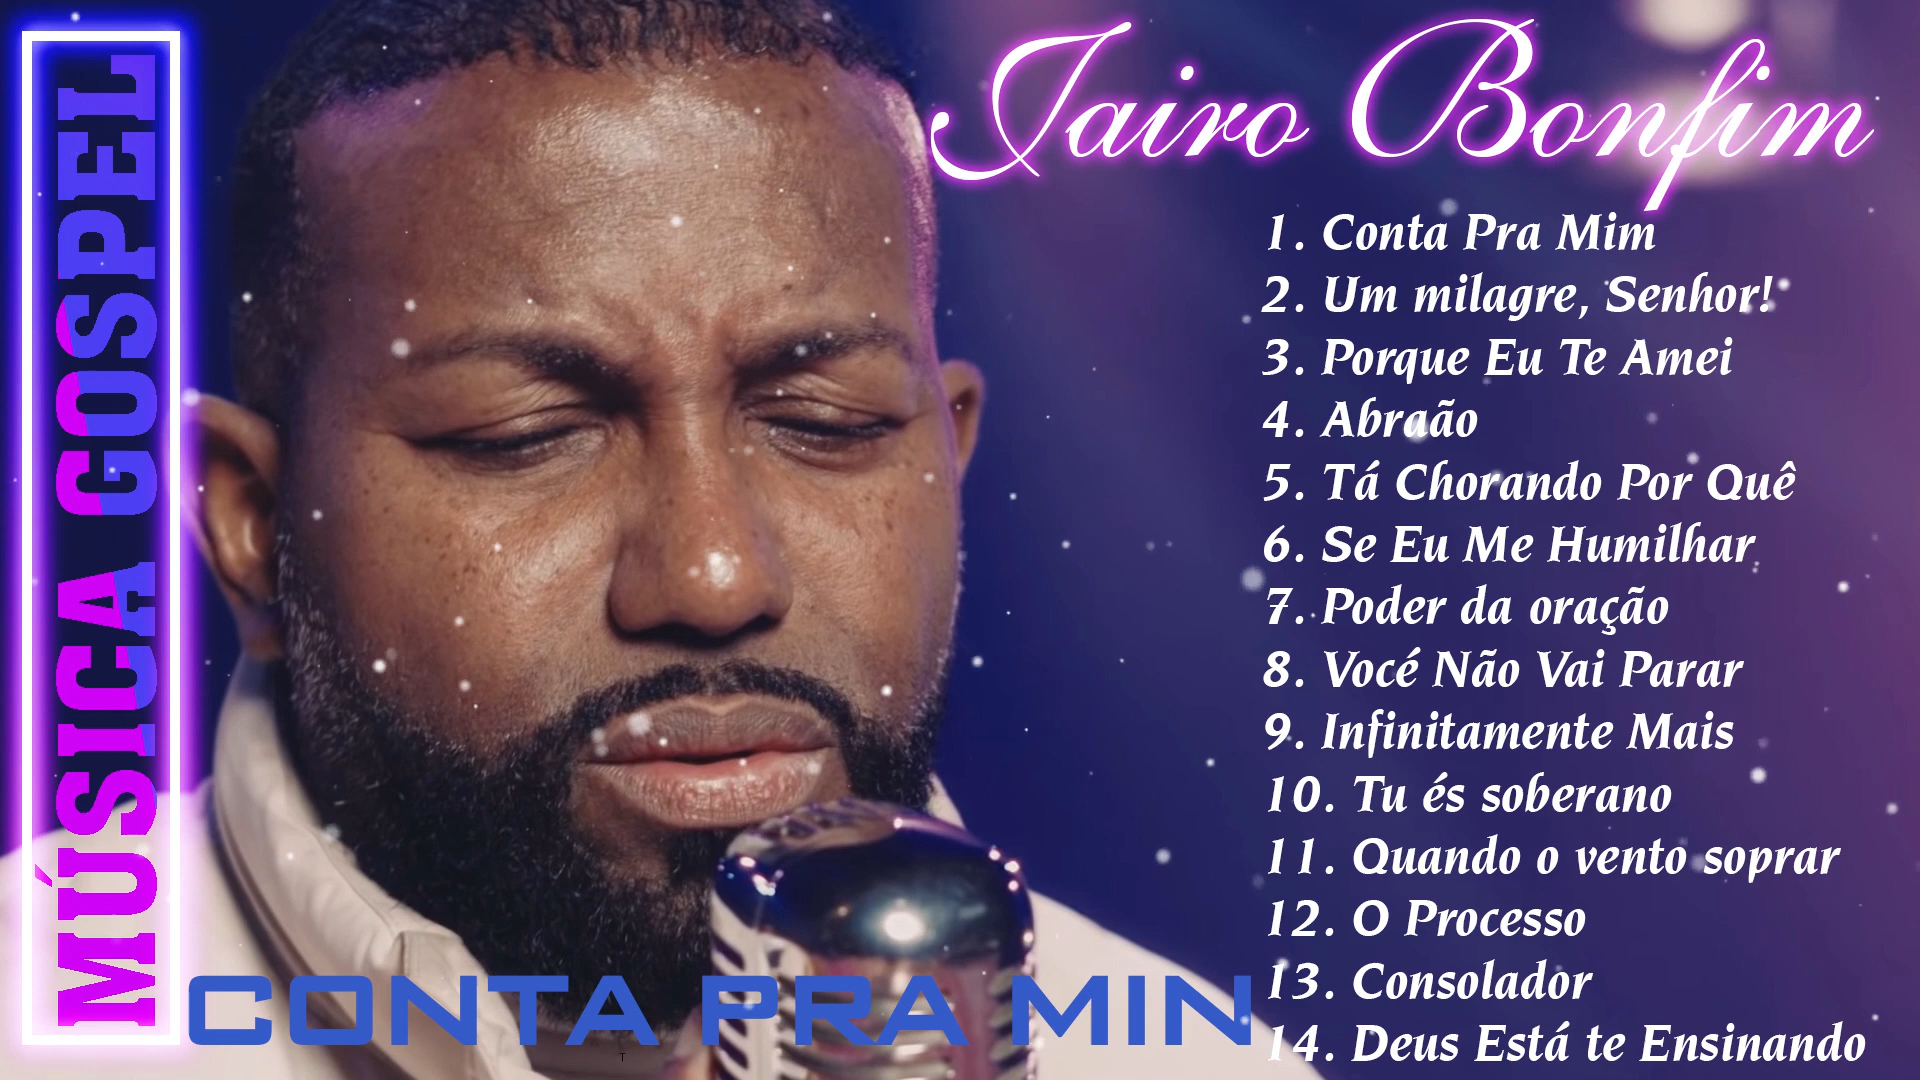 MÚSICA GOSPEL
Jairo Bonfim
1. Conta Pra Mim
2. Um milagre, Senhor!
3. Porque Eu Te Amei
4. Abraão
5. Tá Chorando Por Quê
6. Se Eu Me Humilhar
7. Poder da oração
8. Vocé Não Vai Parar
9. Infinitamente Mais
10. Tu és soberano
11. Quando o vento soprar
12. O Processo
13. Consolador
14. Deus Está te Ensinando
CONTA PRA MIN
T